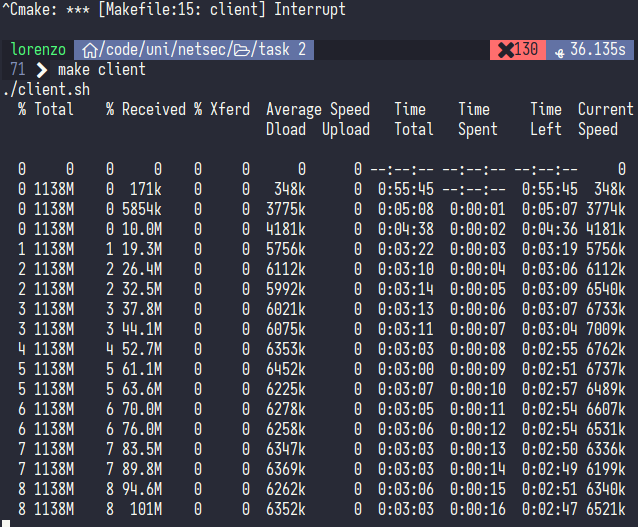 ^Cmake: *** [Makefile:15: client] Interrupt
lorenzo ~/code/uni/netsec/ /task 2 ✖130 36.135s
71 ❯ make client
./client.sh
% Total % Received % Xferd Average Speed Time Time Time Current
Dload Upload Total Spent Left Speed
0 0 0 0 0 0 0 0 --:--:-- --:--:-- --:--:-- 0
0 1138M 0 171k 0 0 348k 0 0:55:45 --:--:-- 0:55:45 348k
0 1138M 0 5854k 0 0 3775k 0 0:05:08 0:00:01 0:05:07 3774k
0 1138M 0 10.0M 0 0 4181k 0 0:04:38 0:00:02 0:04:36 4181k
1 1138M 1 19.3M 0 0 5756k 0 0:03:22 0:00:03 0:03:19 5756k
2 1138M 2 26.4M 0 0 6112k 0 0:03:10 0:00:04 0:03:06 6112k
2 1138M 2 32.5M 0 0 5992k 0 0:03:14 0:00:05 0:03:09 6540k
3 1138M 3 37.8M 0 0 6021k 0 0:03:13 0:00:06 0:03:07 6733k
3 1138M 3 44.1M 0 0 6075k 0 0:03:11 0:00:07 0:03:04 7009k
4 1138M 4 52.7M 0 0 6353k 0 0:03:03 0:00:08 0:02:55 6762k
5 1138M 5 61.1M 0 0 6452k 0 0:03:00 0:00:09 0:02:51 6737k
5 1138M 5 63.6M 0 0 6225k 0 0:03:07 0:00:10 0:02:57 6489k
6 1138M 6 70.0M 0 0 6278k 0 0:03:05 0:00:11 0:02:54 6607k
6 1138M 6 76.0M 0 0 6258k 0 0:03:06 0:00:12 0:02:54 6531k
7 1138M 7 83.5M 0 0 6347k 0 0:03:03 0:00:13 0:02:50 6336k
7 1138M 7 89.8M 0 0 6369k 0 0:03:03 0:00:14 0:02:49 6199k
8 1138M 8 94.6M 0 0 6262k 0 0:03:06 0:00:15 0:02:51 6340k
8 1138M 8 101M 0 0 6352k 0 0:03:03 0:00:16 0:02:47 6521k